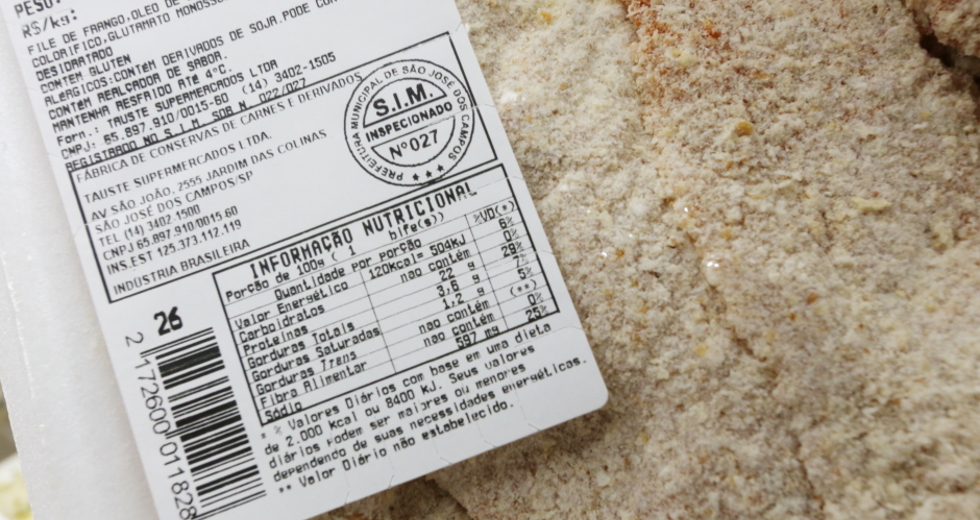 PESO:
R$/kg:
FILE DE FRANGO, OLEO DE
COLORIFICO, GLUTAMATO MONOSSO
DESIDRATADO
CONTEM GLUTEN
ALERGICOS: CONTEM DERIVADOS DE SOJA. PODE CON
CONTEM REALCADOR DE SABOR.
MANTENHA RESFRIADO ATE 4°C.
Forn.: TAUSTE SUPERMERCADOS LTDA
CNPJ: 65.897.910/0015-60 (14) 3402-1505
REGISTRADO NO S.I.M. SOB N. 022/027
FÁBRICA DE CONSERVAS DE CARNES E DERIVADOS
TAUSTE SUPERMERCADOS LTDA.
AV SÃO JOÃO, 2555 JARDIM DAS COLINAS
SÃO JOSÉ DOS CAMPOS/SP
TEL (14) 3402.1500
CNPJ 65.897.910/0015.60
INS.EST 125.373.112.119
INDÚSTRIA BRASILEIRA
PREFEITURA MUNICIPAL DE SÃO JOSÉ DOS CAMPOS
S.I.M.
INSPECIONADO
Nº 027
INFORMAÇÃO NUTRICIONAL
Porção de 100g ( 1 bife(s))
Quantidade por porção %VD(*)
Valor Energético 120kcal= 504kJ 6%
Carboidratos nao contém 0%
Proteínas 22 g 29%
Gorduras Totais 3,6 g 7%
Gorduras Saturadas 1,2 g 5%
Gorduras Trans nao contém (**)
Fibra Alimentar nao contém 0%
Sódio 597 mg 25%
* % Valores Diários com base em uma dieta
de 2.000 kcal ou 8400 kJ. Seus valores
diários podem ser maiores ou menores
dependendo de suas necessidades energéticas.
** Valor Diário não estabelecido.
26
2 172600 011828